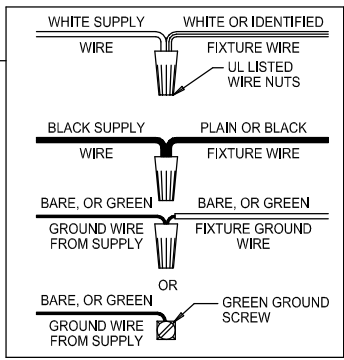 WHITE SUPPLY WHITE OR IDENTIFIED
WIRE FIXTURE WIRE
UL LISTED
WIRE NUTS
BLACK SUPPLY PLAIN OR BLACK
WIRE FIXTURE WIRE
BARE, OR GREEN BARE, OR GREEN
GROUND WIRE FIXTURE GROUND
FROM SUPPLY WIRE
OR
BARE, OR GREEN GREEN GROUND
SCREW
GROUND WIRE
FROM SUPPLY